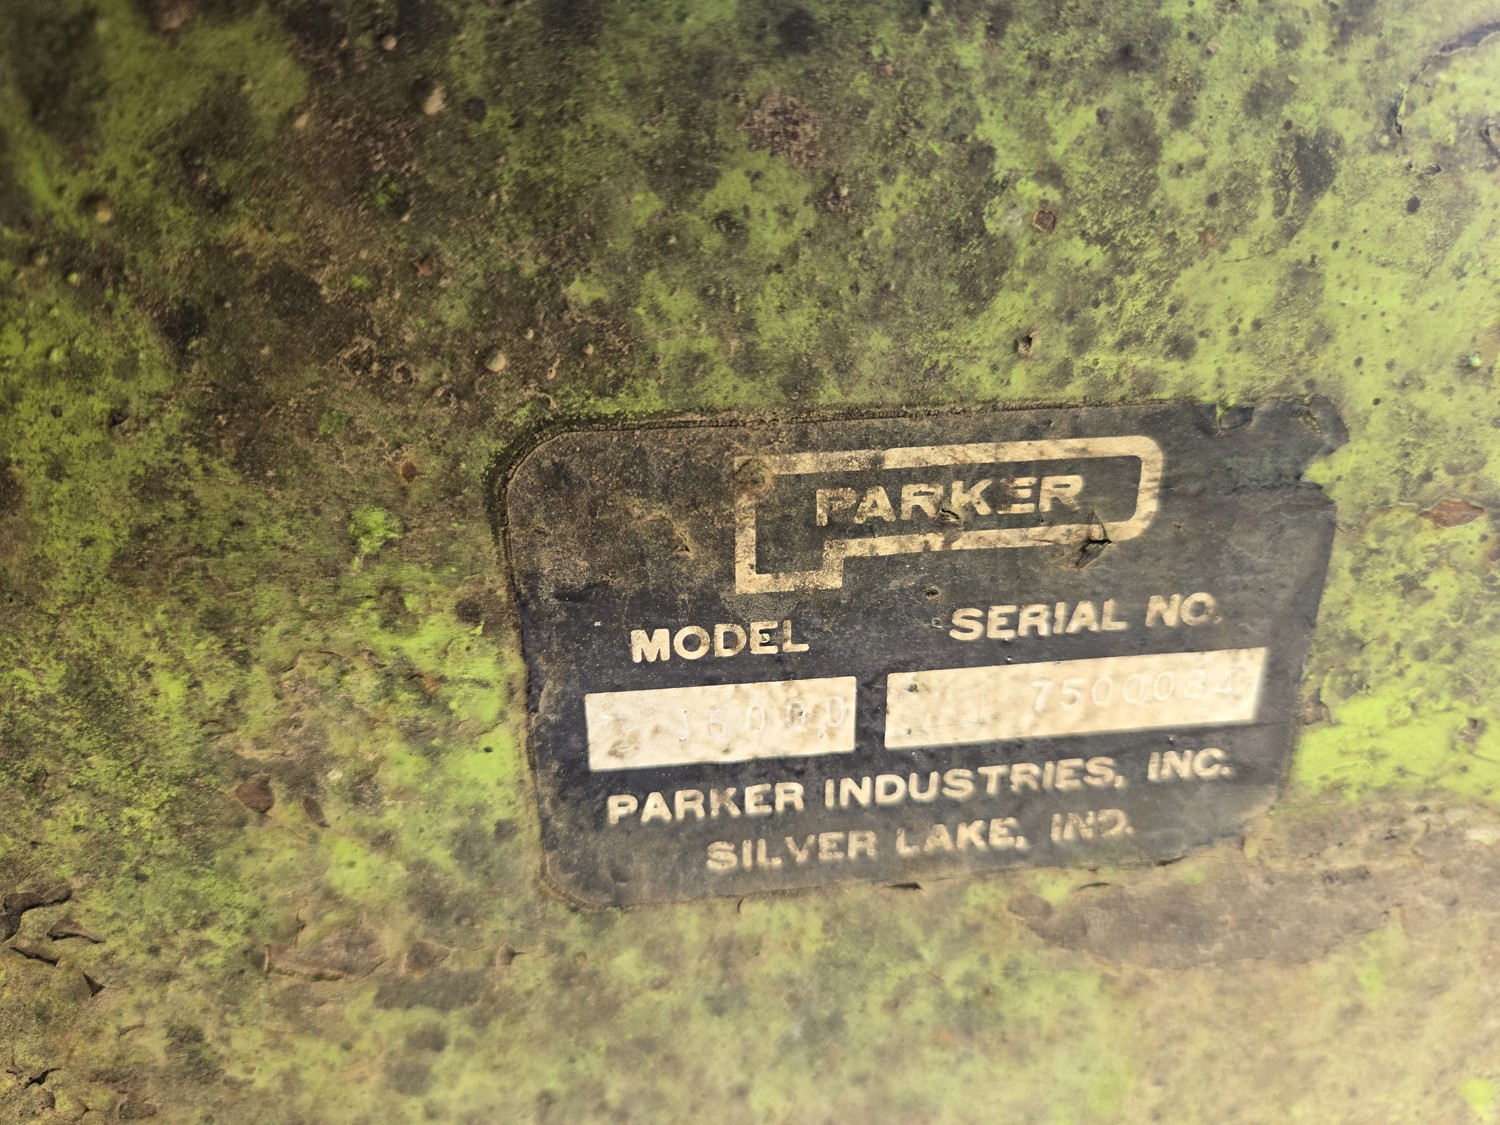 PARKER
MODEL SERIAL NO.
PARKER INDUSTRIES, INC.
SILVER LAKE, IND.